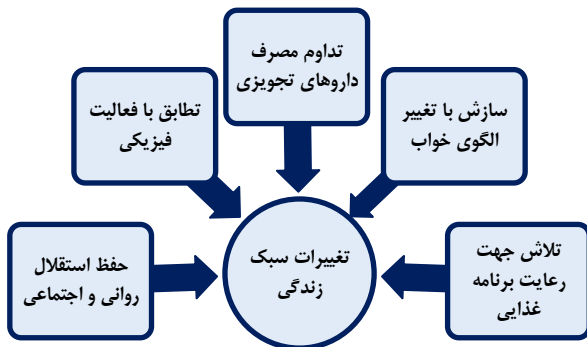 تداوم مصرف
داروهای تجویزی
سازش با تغییر
الگوی خواب
تطابق با فعالیت
فیزیکی
تلاش جهت
رعایت برنامه
غذایی
حفظ استقلال
روانی و اجتماعی
تغییرات سبک
زندگی